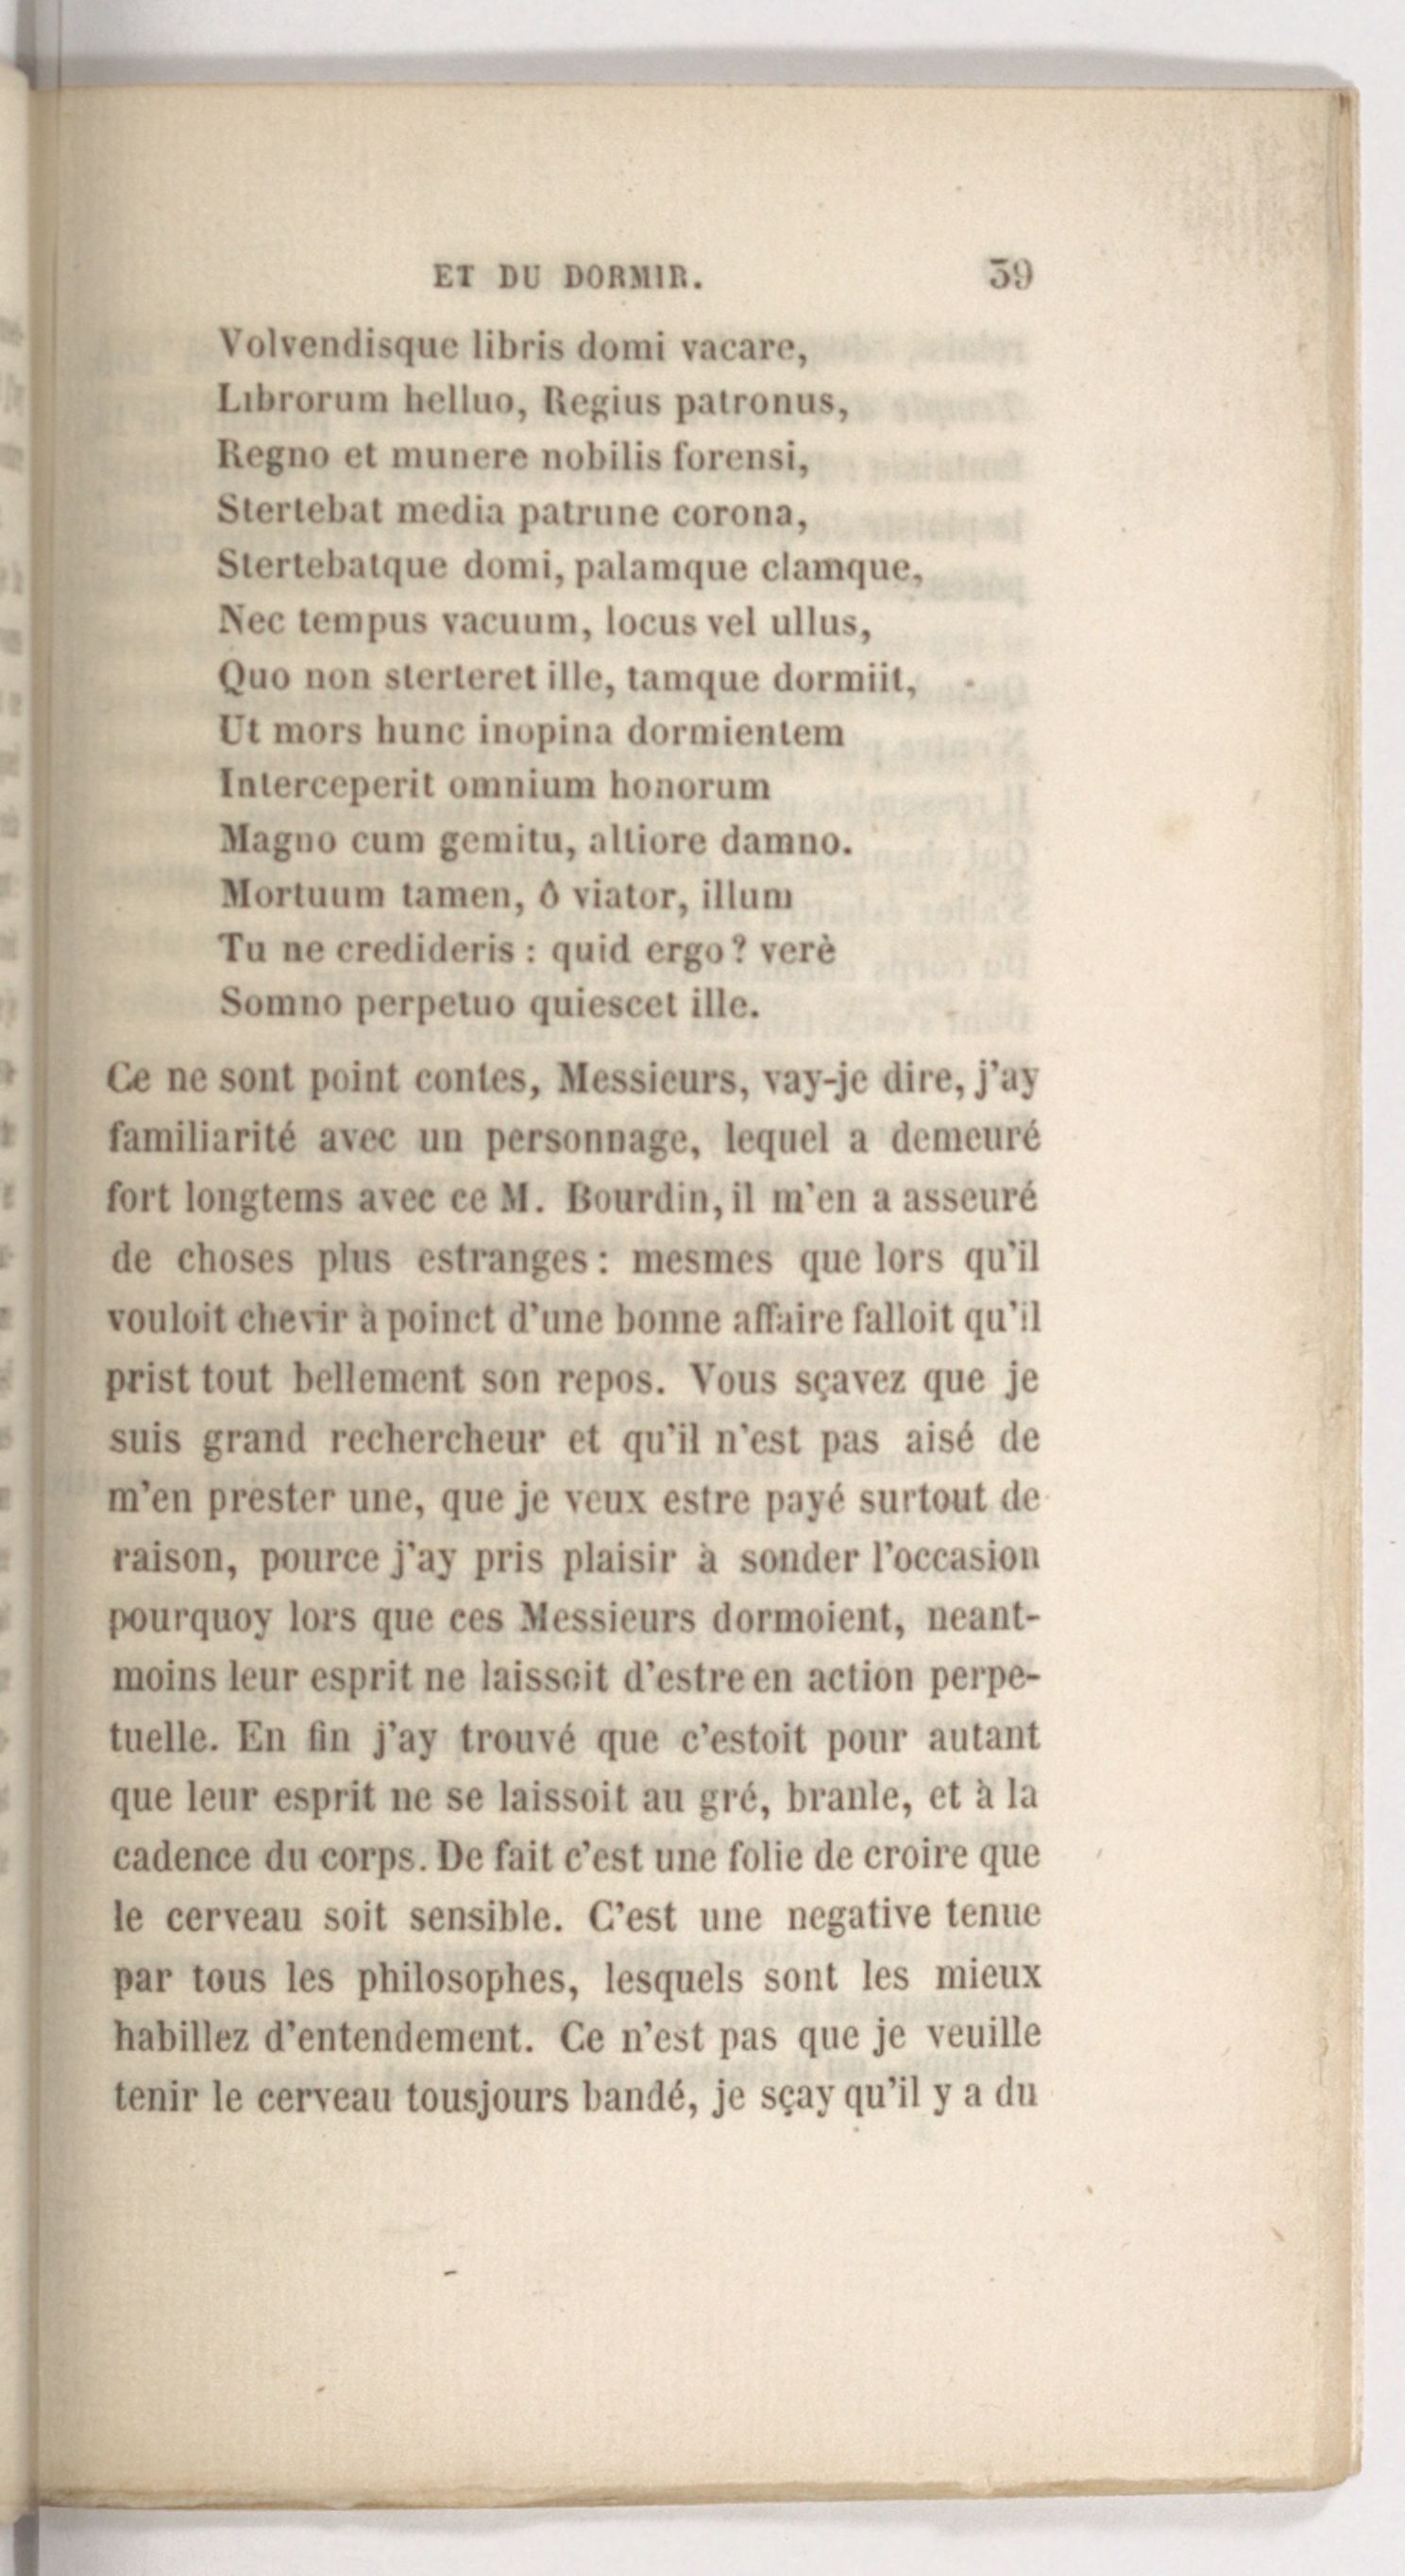 ET DU DORMIR. 39
Volvendisque libris domi vacare,
Librorum helluo, Regius patronus,
Regno et munere nobilis forensi,
Stertebat media patrune corona,
Stertebatque domi, palamque clamque,
Nec tempus vacuum, locus vel ullus,
Quo non sterteret ille, tamque dormiit,
Ut mors hunc inopina dormientem
Interceperit omnium honorum
Magno cum gemitu, altiore damno.
Mortuum tamen, ô viator, illum
Tu ne credideris : quid ergo ? verè
Somno perpetuo quiescet ille.
Ce ne sont point contes, Messieurs, vay-je dire, j'ay
familiarité avec un personnage, lequel a demeuré
fort longtems avec ce M. Bourdin, il m'en a asseuré
de choses plus estranges : mesmes que lors qu'il
vouloit chevir à poinct d'une bonne affaire falloit qu'il
prist tout bellement son repos. Vous sçavez que je
suis grand rechercheur et qu'il n'est pas aisé de
m'en prester une, que je veux estre payé surtout de
raison, pource j'ay pris plaisir à sonder l'occasion
pourquoy lors que ces Messieurs dormoient, neant-
moins leur esprit ne laissoit d'estre en action perpe-
tuelle. En fin j'ay trouvé que c'estoit pour autant
que leur esprit ne se laissoit au gré, branle, et à la
cadence du corps. De fait c'est une folie de croire que
le cerveau soit sensible. C'est une negative tenue
par tous les philosophes, lesquels sont les mieux
habillez d'entendement. Ce n'est pas que je veuille
tenir le cerveau tousjours bandé, je sçay qu'il y a du